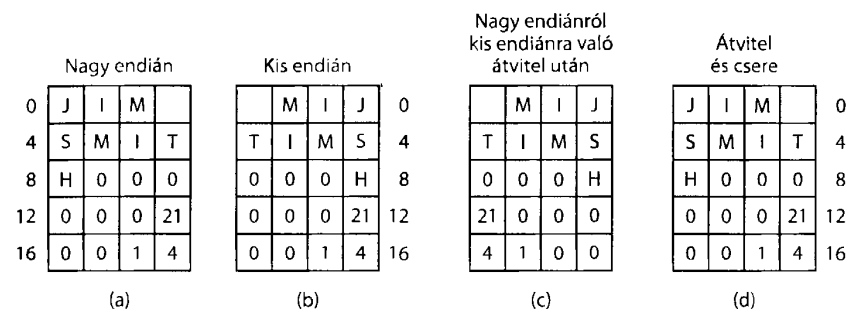 Nagy endián
0 J I M
4 S M I T
8 H 0 0 0
12 0 0 0 21
16 0 0 1 4
(a)
Kis endián
M I J 0
T I M S 4
0 0 0 H 8
0 0 0 21 12
0 0 1 4 16
(b)
Nagy endiánról
kis endiánra való
átvitel után
M I J
T I M S
0 0 0 H
21 0 0 0
4 1 0 0
(c)
Átvitel
és csere
J I M 0
S M I T 4
H 0 0 0 8
0 0 0 21 12
0 0 1 4 16
(d)